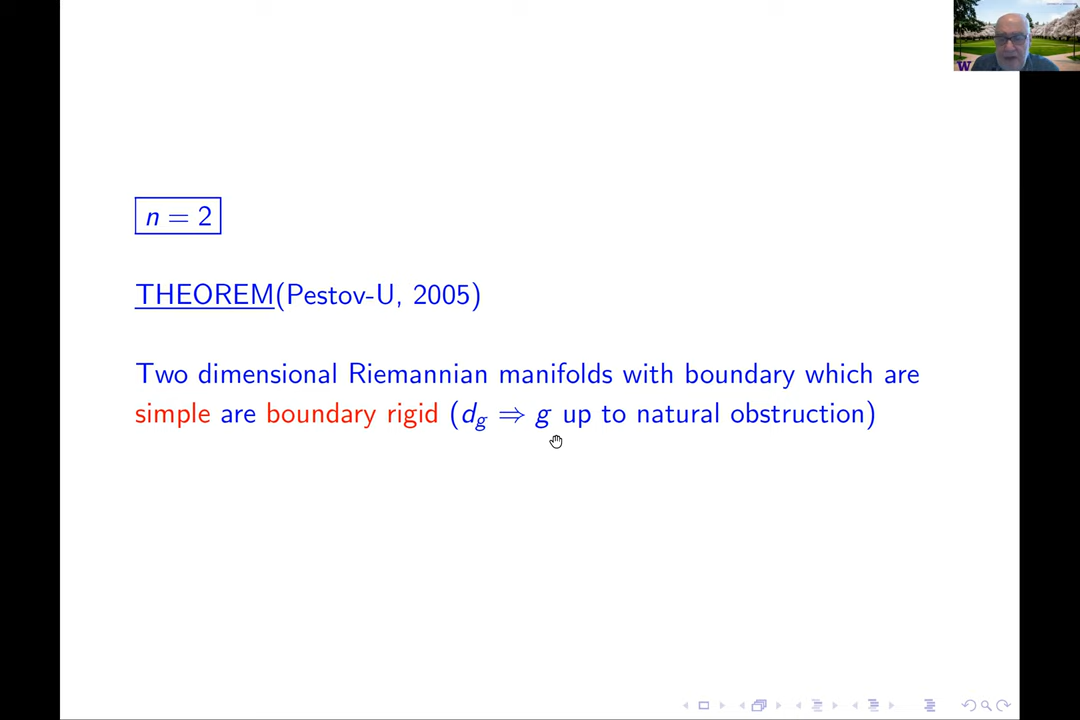 n = 2
THEOREM(Pestov-U, 2005)
Two dimensional Riemannian manifolds with boundary which are
simple are boundary rigid (d_g ⇒ g up to natural obstruction)
W